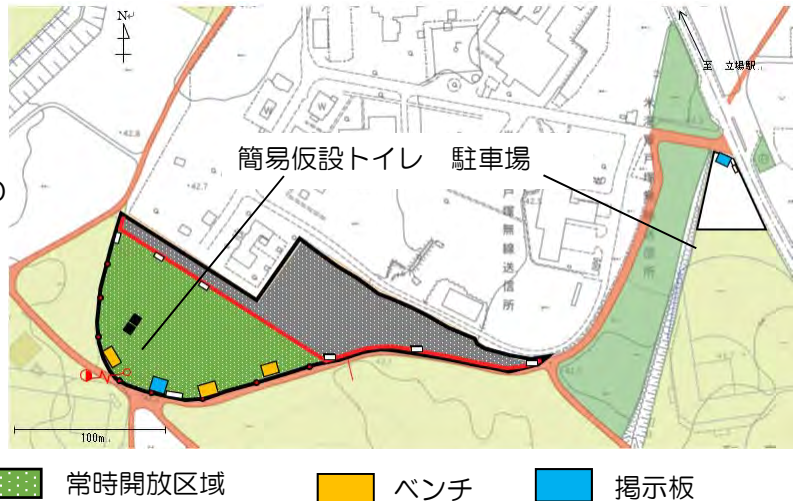 N
至 立場駅
42.8
簡易仮設トイレ 駐車場
42.7
戸塚無線送信所
100m
常時開放区域
ベンチ
掲示板